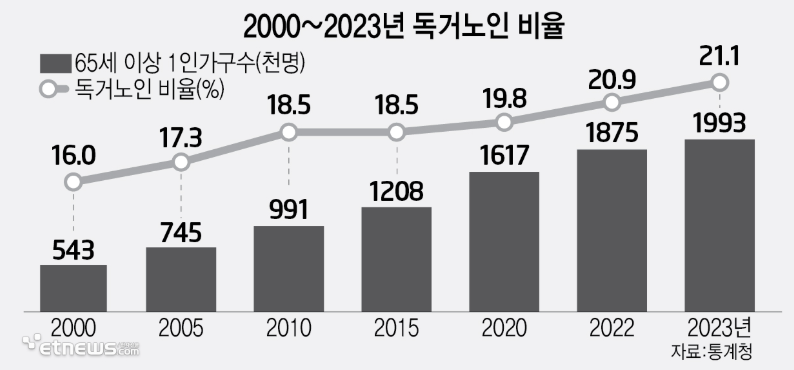 2000~2023년 독거노인 비율
65세 이상 1인가구수(천명)
독거노인 비율(%)
16.0 17.3 18.5 18.5 19.8 20.9 21.1
543 745 991 1208 1617 1875 1993
2000 2005 2010 2015 2020 2022 2023년
etnews.com
자료:통계청